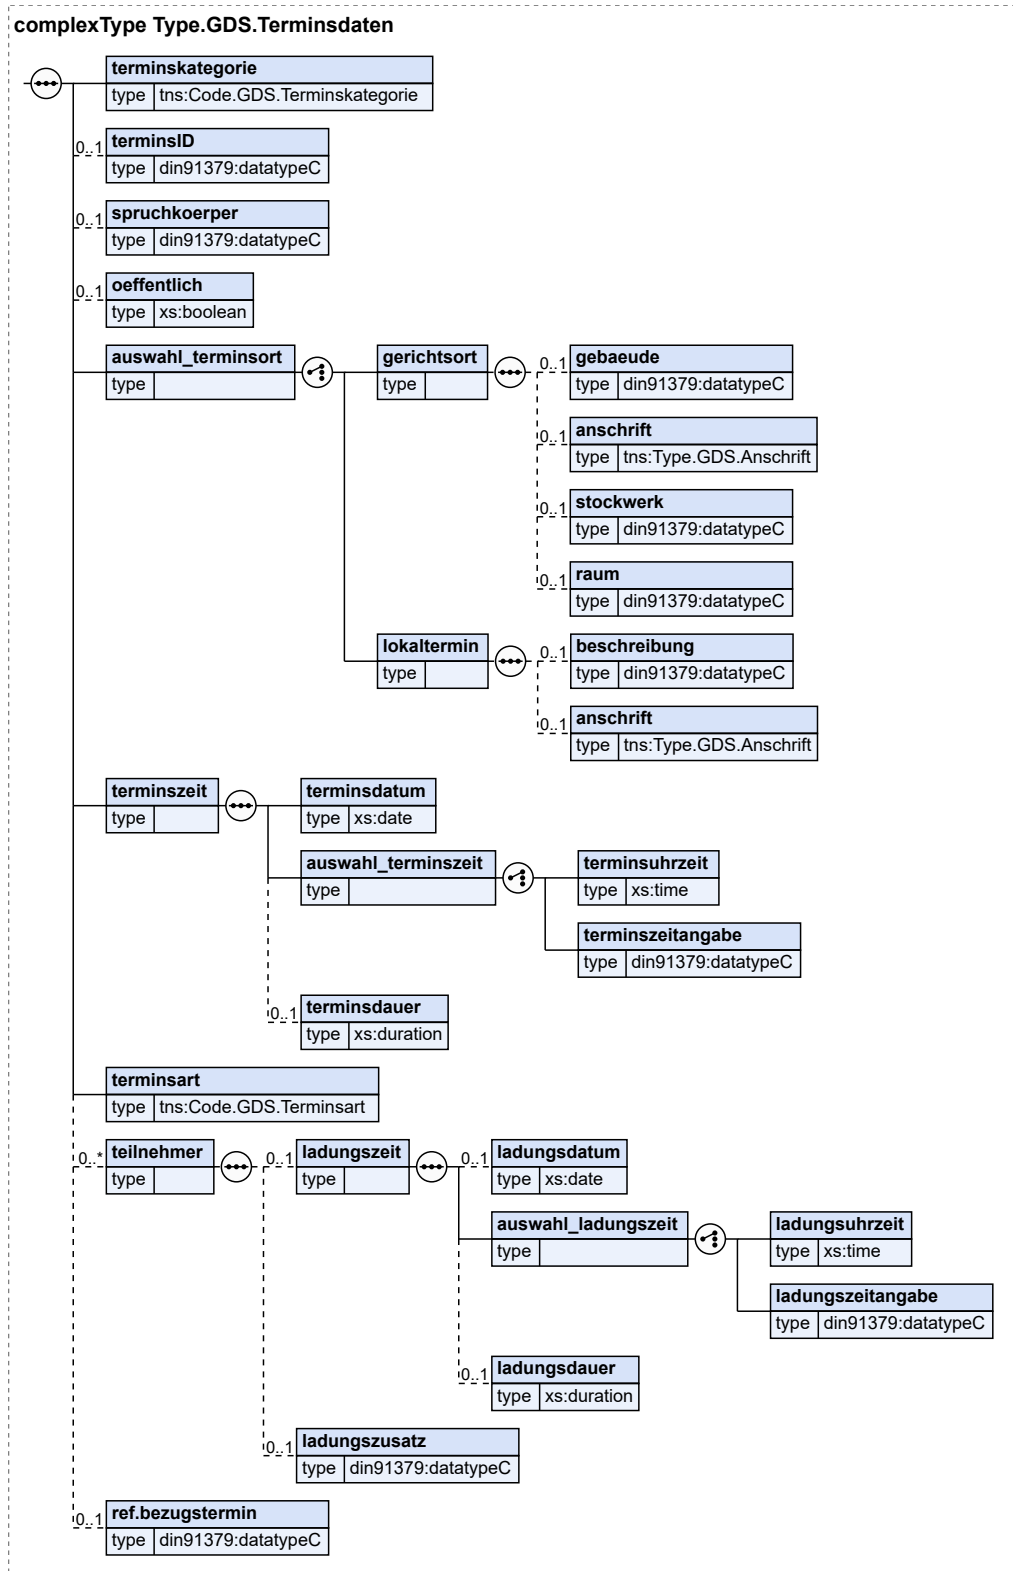 complexType Type.GDS.Terminsdaten
terminskategorie
type tns:Code.GDS.Terminskategorie
0..1 terminsID
type din91379:datatypeC
0..1 spruchkoerper
type din91379:datatypeC
0..1 oeffentlich
type xs:boolean
auswahl_terminsort
type
gerichtsort
type
0..1 gebaeude
type din91379:datatypeC
0..1 anschrift
type tns:Type.GDS.Anschrift
0..1 stockwerk
type din91379:datatypeC
0..1 raum
type din91379:datatypeC
lokaltermin
type
0..1 beschreibung
type din91379:datatypeC
0..1 anschrift
type tns:Type.GDS.Anschrift
terminszeit
type
terminsdatum
type xs:date
auswahl_terminszeit
type
terminsuhrzeit
type xs:time
terminszeitangabe
type din91379:datatypeC
0..1 terminsdauer
type xs:duration
terminsart
type tns:Code.GDS.Terminsart
0..* teilnehmer
type
0..1 ladungszeit
type
0..1 ladungsdatum
type xs:date
auswahl_ladungszeit
type
ladungsuhrzeit
type xs:time
ladungszeitangabe
type din91379:datatypeC
0..1 ladungsdauer
type xs:duration
0..1 ladungszusatz
type din91379:datatypeC
0..1 ref.bezugstermin
type din91379:datatypeC